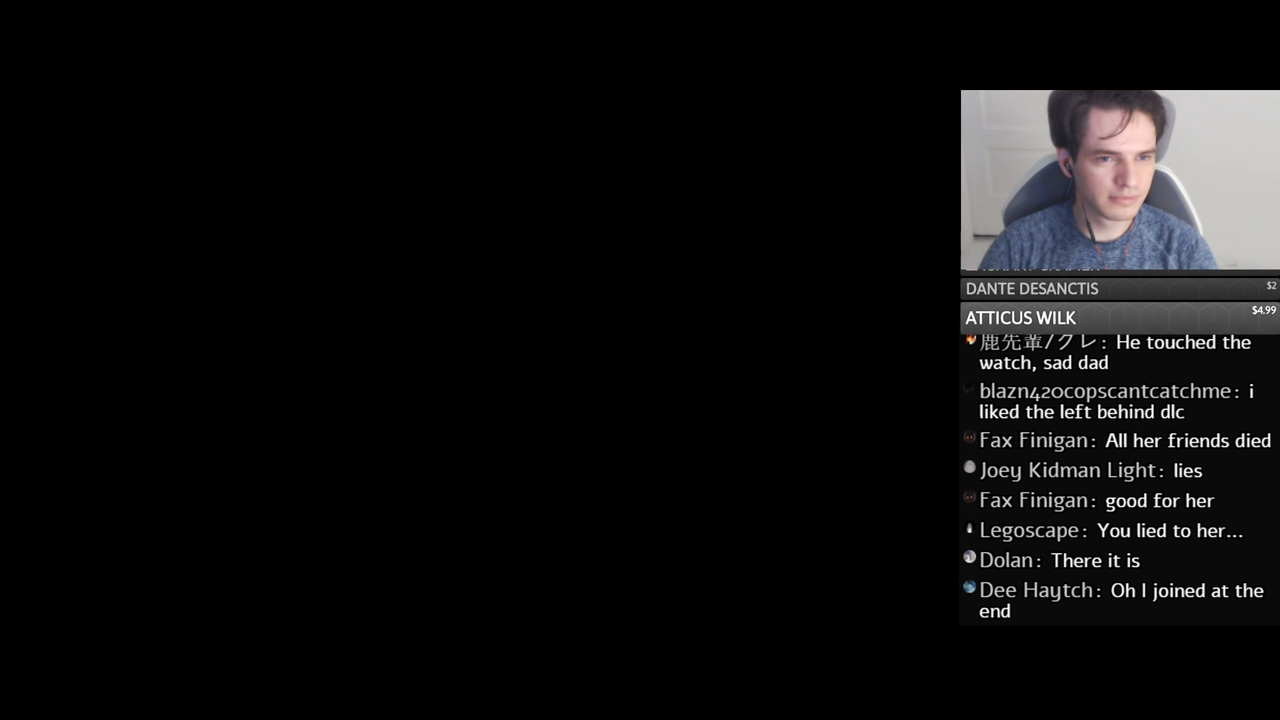 DANTE DESANCTIS $2
ATTICUS WILK $4.99
鹿先輩/クレ: He touched the
watch, sad dad
blazn420copscantcatchme: i
liked the left behind dlc
Fax Finigan: All her friends died
Joey Kidman Light: lies
Fax Finigan: good for her
Legoscape: You lied to her...
Dolan: There it is
Dee Haytch: Oh I joined at the
end